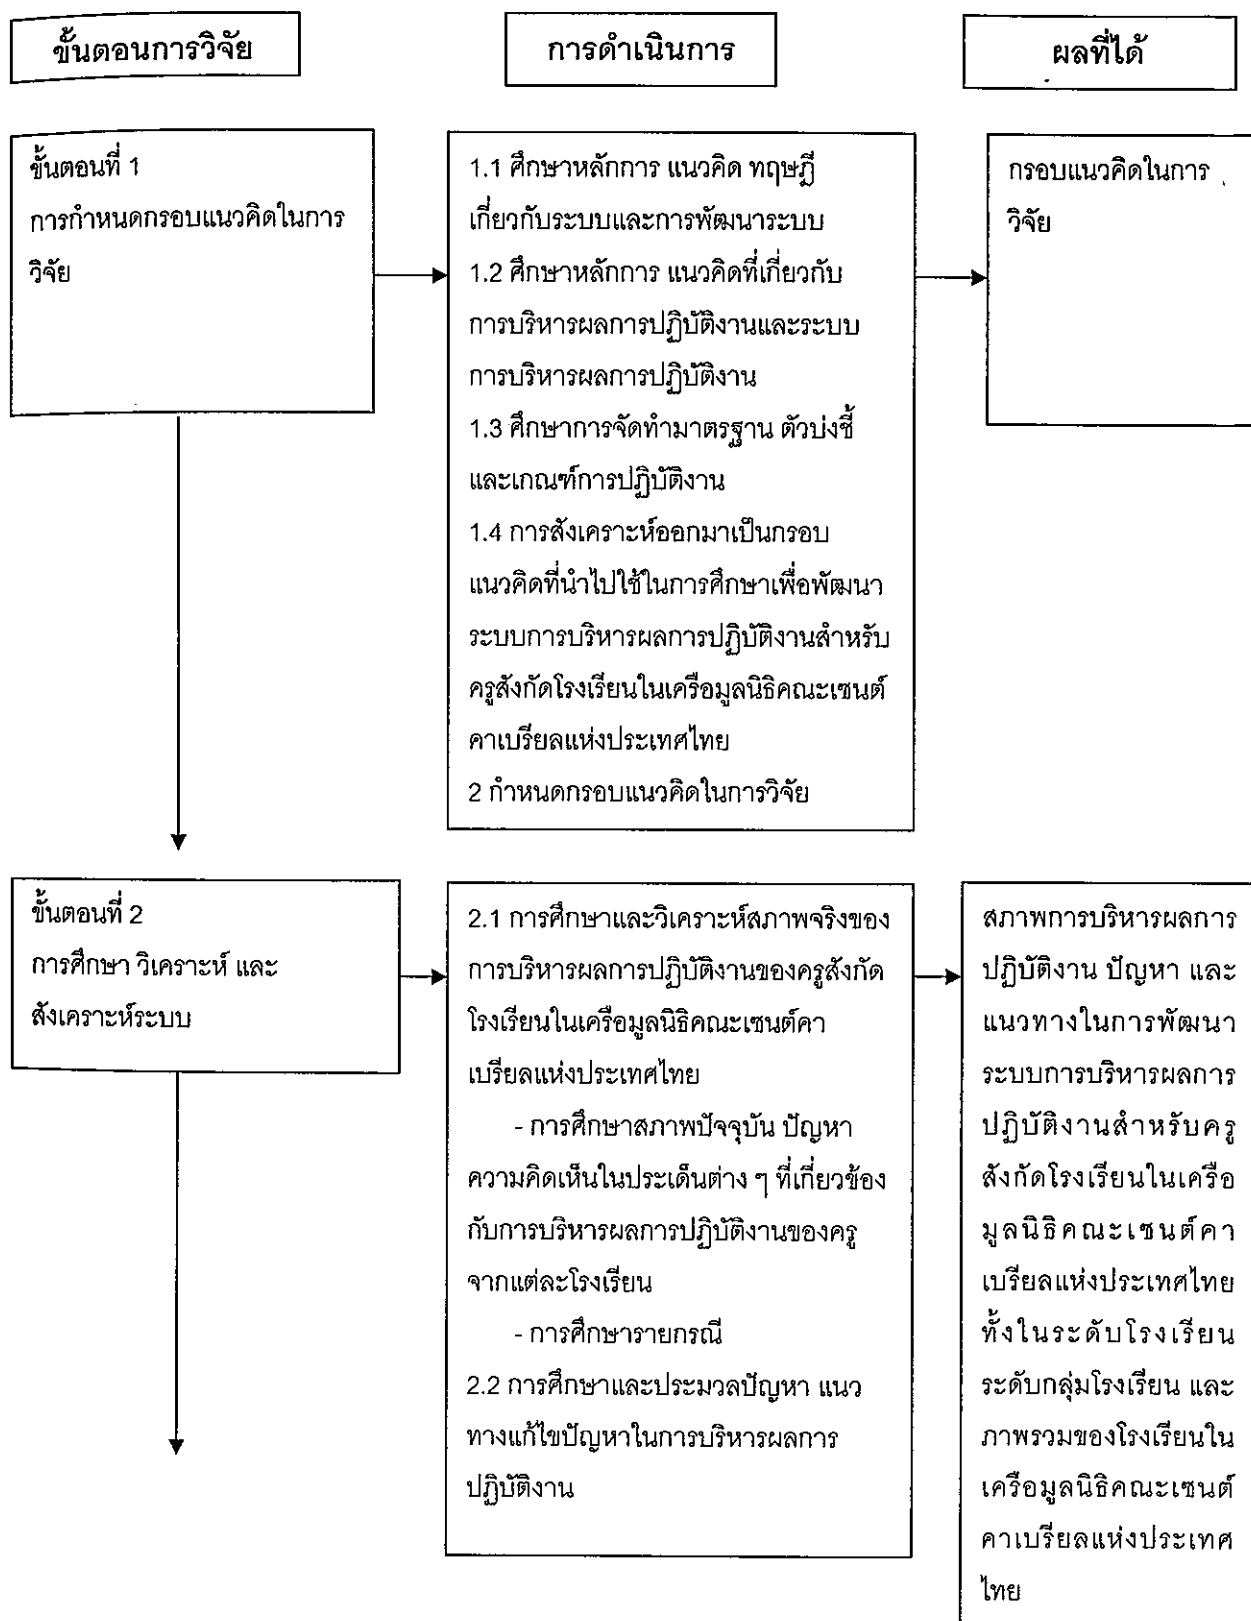 ขั้นตอนการวิจัย
การดำเนินการ
ผลที่ได้
ขั้นตอนที่ 1
การกำหนดกรอบแนวคิดในการ
วิจัย
1.1 ศึกษาหลักการ แนวคิด ทฤษฎี
เกี่ยวกับระบบและการพัฒนาระบบ
1.2 ศึกษาหลักการ แนวคิดที่เกี่ยวกับ
การบริหารผลการปฏิบัติงานและระบบ
การบริหารผลการปฏิบัติงาน
1.3 ศึกษาการจัดทำมาตรฐาน ตัวบ่งชี้
และเกณฑ์การปฏิบัติงาน
1.4 การสังเคราะห์ออกมาเป็นกรอบ
แนวคิดที่นำไปใช้ในการศึกษาเพื่อพัฒนา
ระบบการบริหารผลการปฏิบัติงานสำหรับ
ครูสังกัดโรงเรียนในเครือมูลนิธิคณะเซนต์
คาเบรียลแห่งประเทศไทย
2 กำหนดกรอบแนวคิดในการวิจัย
กรอบแนวคิดในการ
วิจัย
ขั้นตอนที่ 2
การศึกษา วิเคราะห์ และ
สังเคราะห์ระบบ
2.1 การศึกษาและวิเคราะห์สภาพจริงของ
การบริหารผลการปฏิบัติงานของครูสังกัด
โรงเรียนในเครือมูลนิธิคณะเซนต์คา
เบรียลแห่งประเทศไทย
- การศึกษาสภาพปัจจุบัน ปัญหา
ความคิดเห็นในประเด็นต่าง ๆ ที่เกี่ยวข้อง
กับการบริหารผลการปฏิบัติงานของครู
จากแต่ละโรงเรียน
- การศึกษารายกรณี
2.2 การศึกษาและประมวลปัญหา แนว
ทางแก้ไขปัญหาในการบริหารผลการ
ปฏิบัติงาน
สภาพการบริหารผลการ
ปฏิบัติงาน ปัญหา และ
แนวทางในการพัฒนา
ระบบการบริหารผลการ
ปฏิบัติงานสำหรับครู
สังกัดโรงเรียนในเครือ
มูลนิธิคณะเซนต์คา
เบรียลแห่งประเทศไทย
ทั้งในระดับโรงเรียน
ระดับกลุ่มโรงเรียน และ
ภาพรวมของโรงเรียนใน
เครือมูลนิธิคณะเซนต์
คาเบรียลแห่งประเทศ
ไทย